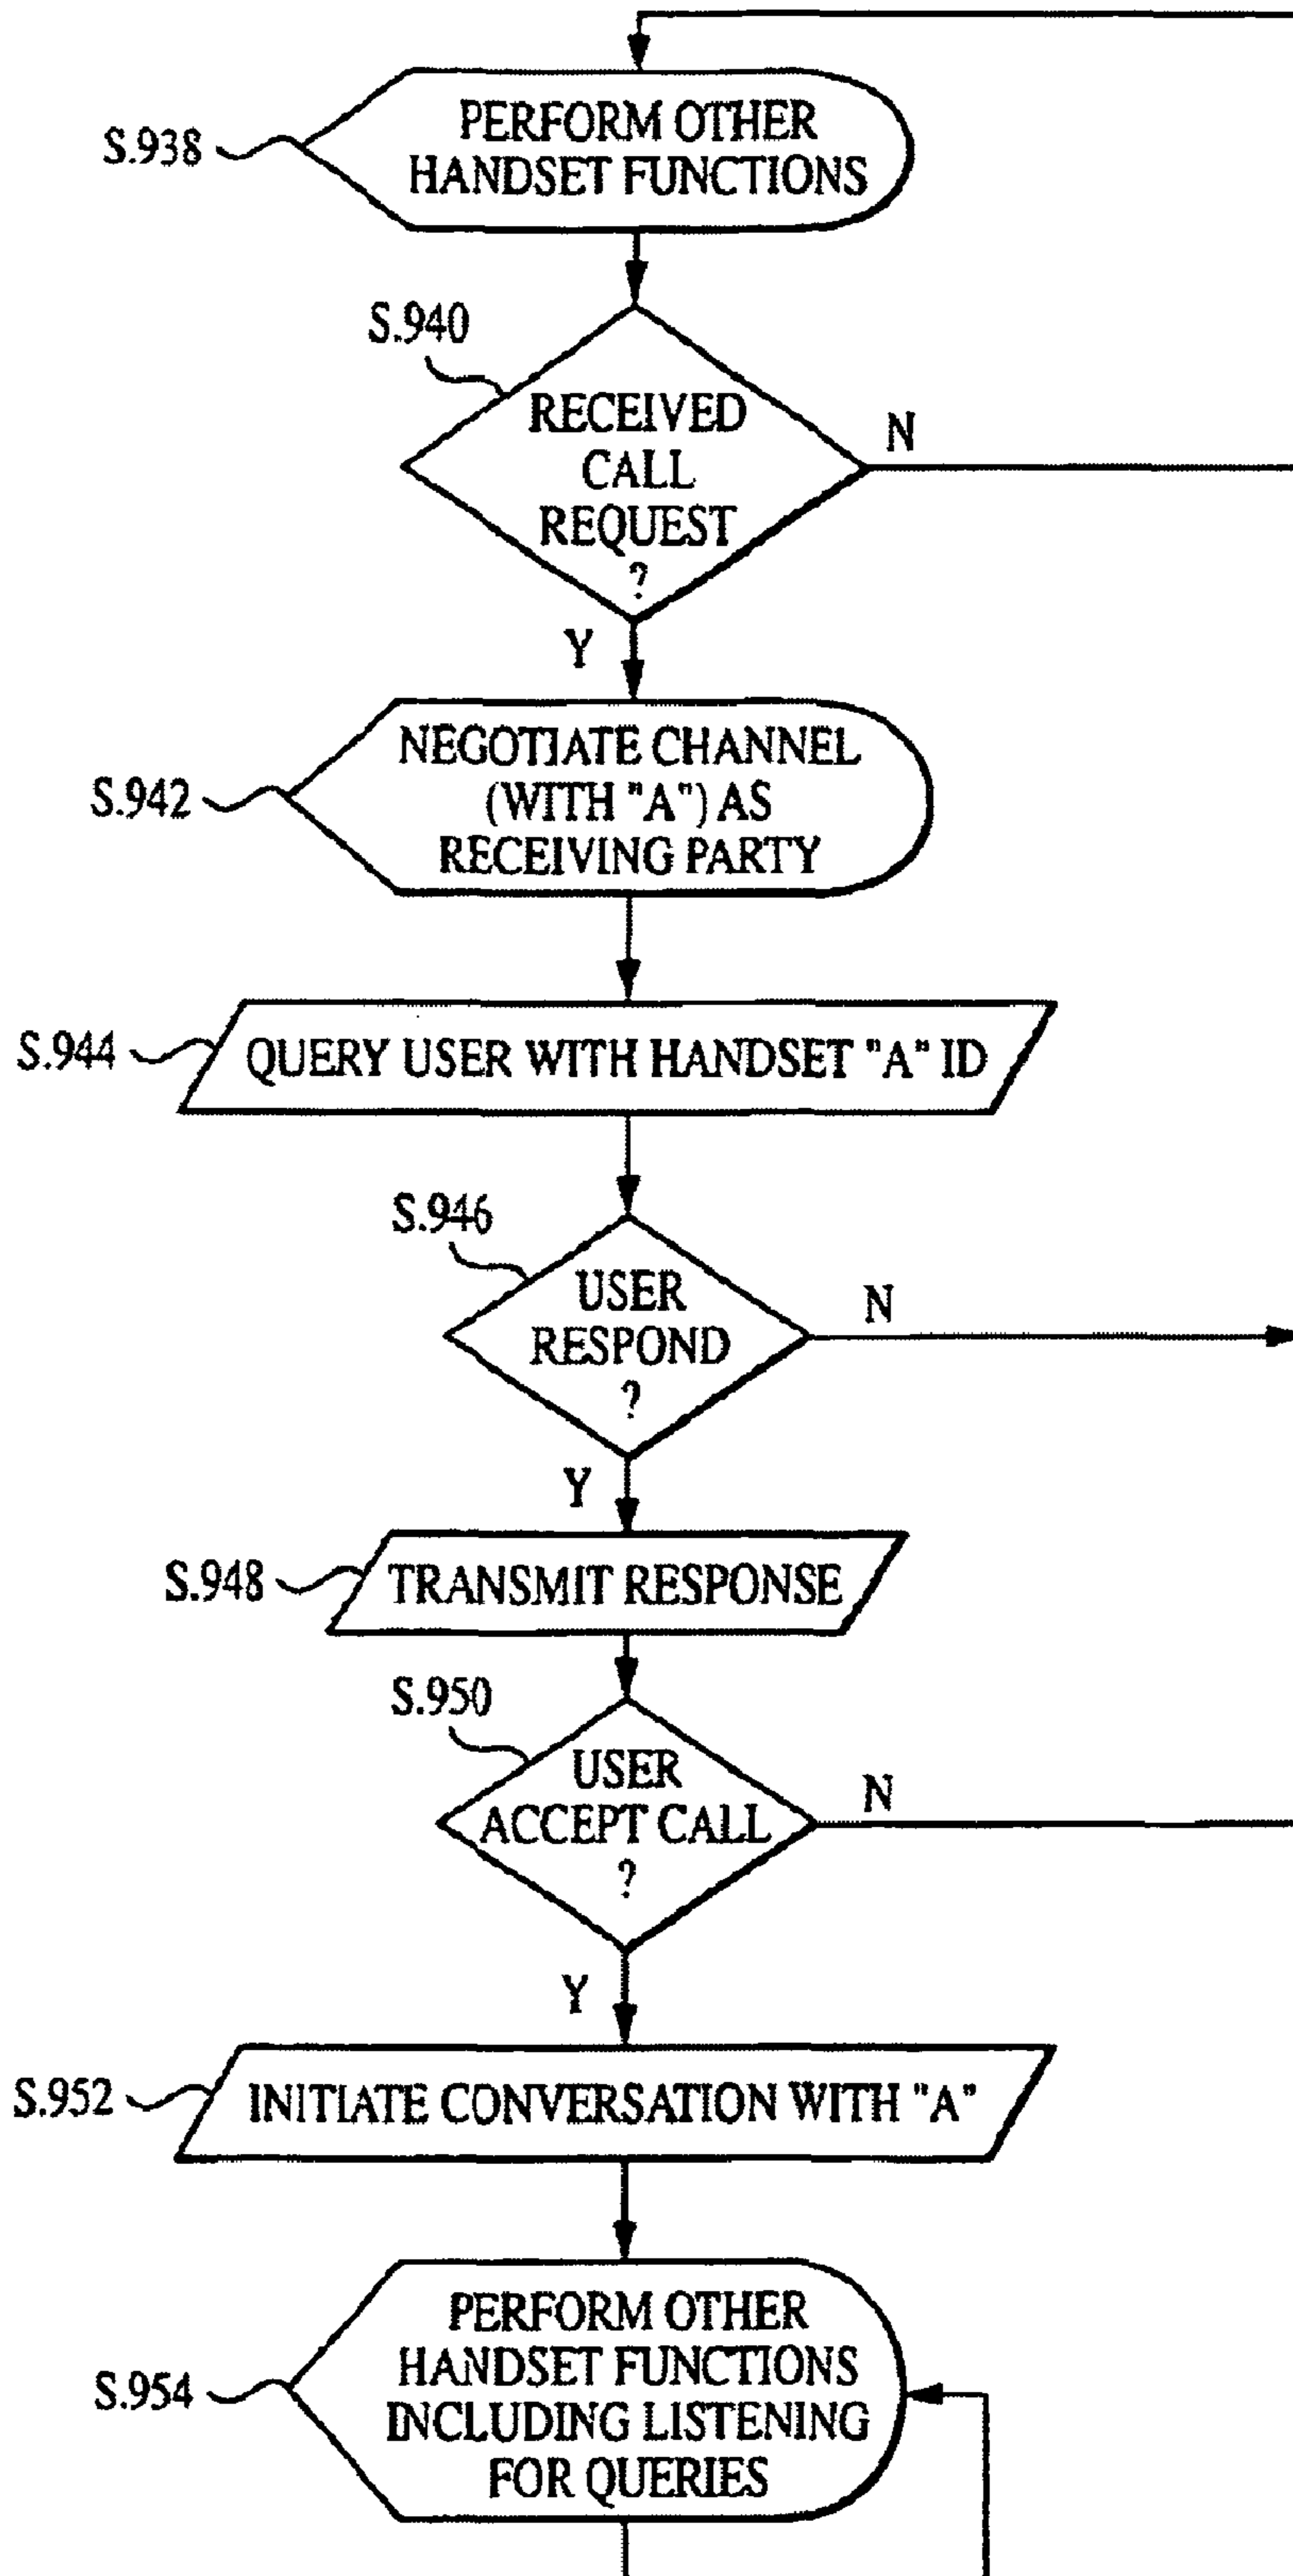 S.938
PERFORM OTHER
HANDSET FUNCTIONS
S.940
RECEIVED
CALL
REQUEST
?
N
Y
S.942
NEGOTIATE CHANNEL
(WITH "A") AS
RECEIVING PARTY
S.944
QUERY USER WITH HANDSET "A" ID
S.946
USER
RESPOND
?
N
Y
S.948
TRANSMIT RESPONSE
S.950
USER
ACCEPT CALL
?
N
Y
S.952
INITIATE CONVERSATION WITH "A"
S.954
PERFORM OTHER
HANDSET FUNCTIONS
INCLUDING LISTENING
FOR QUERIES